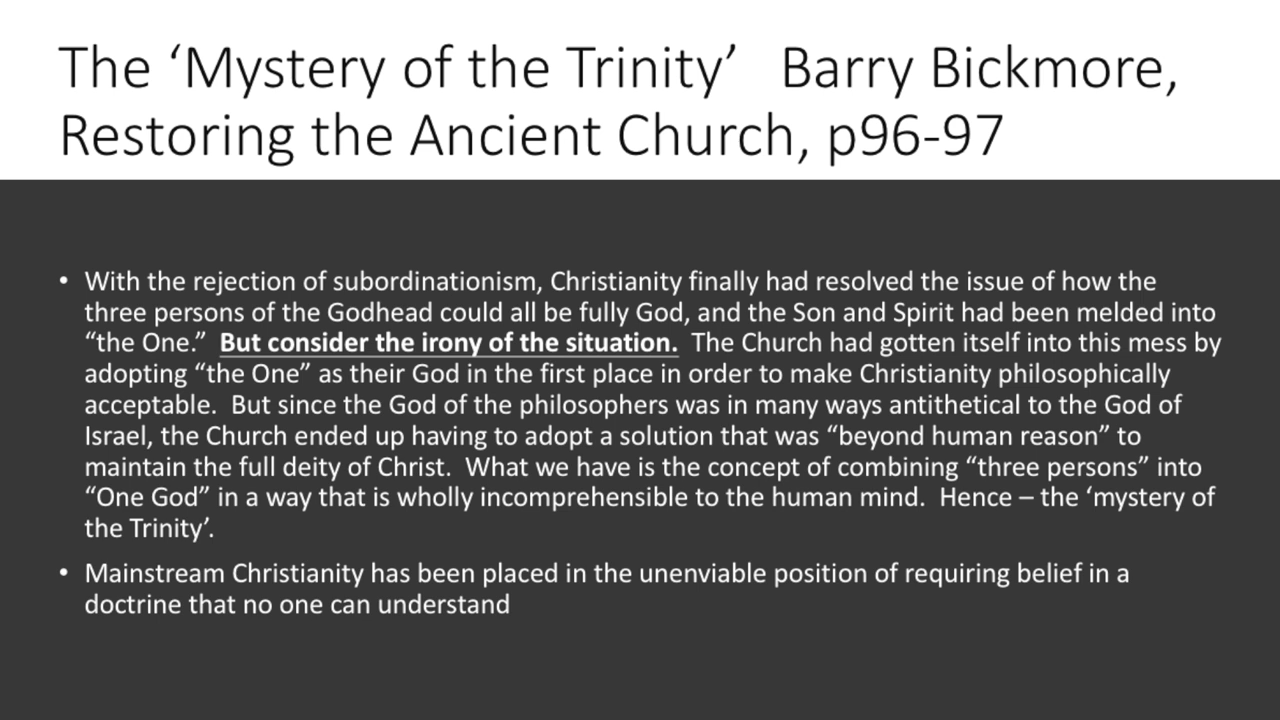 The ‘Mystery of the Trinity’   Barry Bickmore,
Restoring the Ancient Church, p96-97
• With the rejection of subordinationism, Christianity finally had resolved the issue of how the
three persons of the Godhead could all be fully God, and the Son and Spirit had been melded into
“the One.”  But consider the irony of the situation.  The Church had gotten itself into this mess by
adopting “the One” as their God in the first place in order to make Christianity philosophically
acceptable.  But since the God of the philosophers was in many ways antithetical to the God of
Israel, the Church ended up having to adopt a solution that was “beyond human reason” to
maintain the full deity of Christ.  What we have is the concept of combining “three persons” into
“One God” in a way that is wholly incomprehensible to the human mind.  Hence – the ‘mystery of
the Trinity’.
• Mainstream Christianity has been placed in the unenviable position of requiring belief in a
doctrine that no one can understand